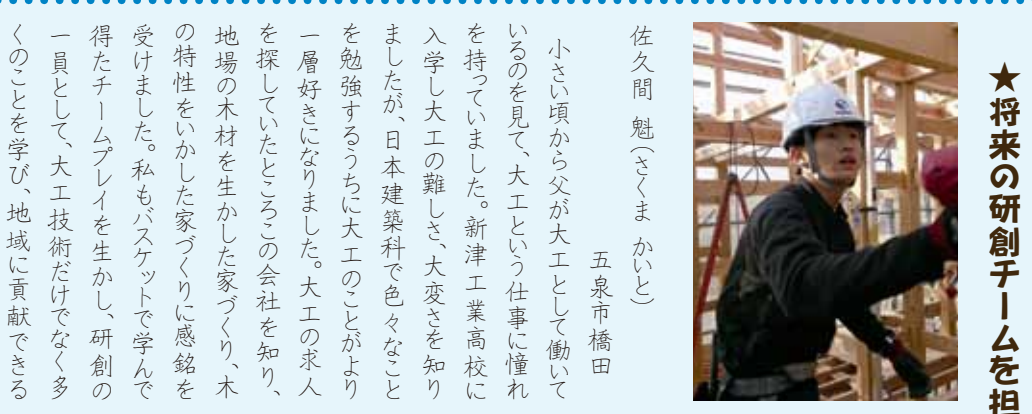 ★将来の研創チームを担
佐久間 魁(さくま かいと)
五泉市橋田
小さい頃から父が大工として働いて
いるのを見て、大工という仕事に憧れ
を持っていました。新津工業高校に
入学し大工の難しさ、大変さを知り
ましたが、日本建築科で色々なこと
を勉強するうちに大工のことがより
一層好きになりました。大工の求人
を探していたところこの会社を知り、
地場の木材を生かした家づくり、木
の特性をいかした家づくりに感銘を
受けました。私もバスケットで学んで
得たチームプレイを生かし、研創の
一員として、大工技術だけでなく多
くのことを学び、地域に貢献できる